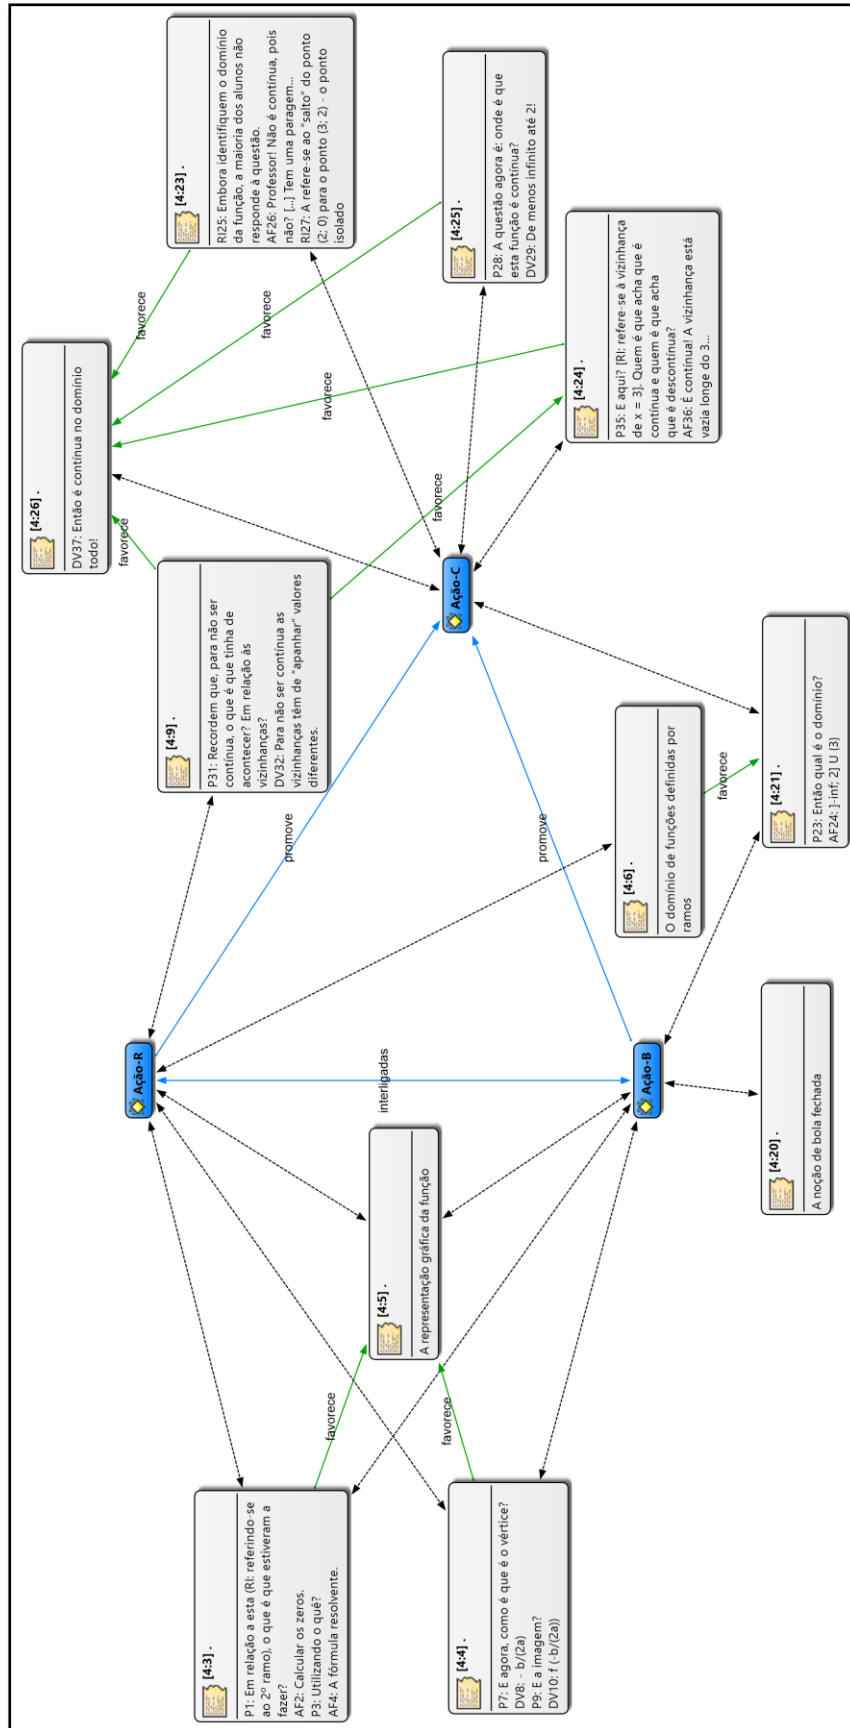 [4:3] .
P1: Em relação a esta (RI: referindo-se
ao 2º ramo), o que é que estiveram a
fazer?
AF2: Calcular os zeros.
P3: Utilizando o quê?
AF4: A fórmula resolvente.
[4:4] .
P7: E agora, como é que é o vértice?
DV8: - b/(2a)
P9: E a imagem?
DV10: f (-b/(2a))
favorece
favorece
[4:5] .
A representação gráfica da função
Ação-R
interligadas
Ação-B
[4:20] .
A noção de bola fechada
promove
promove
[4:9] .
P31: Recordem que, para não ser
contínua, o que é que tinha de
acontecer? Em relação às
vizinhanças?
DV32: Para não ser contínua as
vizinhanças têm de "apanhar" valores
diferentes.
[4:6] .
O domínio de funções definidas por
ramos
favorece
[4:21] .
P23: Então qual é o domínio?
AF24: ]-inf; 2] U {3}
Ação-C
favorece
favorece
[4:26] .
DV37: Então é contínua no domínio
todo!
favorece
favorece
favorece
[4:23] .
RI25: Embora identifiquem o domínio
da função, a maioria dos alunos não
responde à questão.
AF26: Professor! Não é contínua, pois
não? [...] Tem uma paragem...
RI27: A refere-se ao "salto" do ponto
(2; 0) para o ponto (3; 2) - o ponto
isolado
[4:25] .
P28: A questão agora é: onde é que
esta função é contínua?
DV29: De menos infinito até 2!
[4:24] .
P35: E aqui? [RI: refere-se à vizinhança
de x = 3]. Quem é que acha que é
contínua e quem é que acha
que é descontínua?
AF36: É contínua! A vizinhança está
vazia longe do 3...